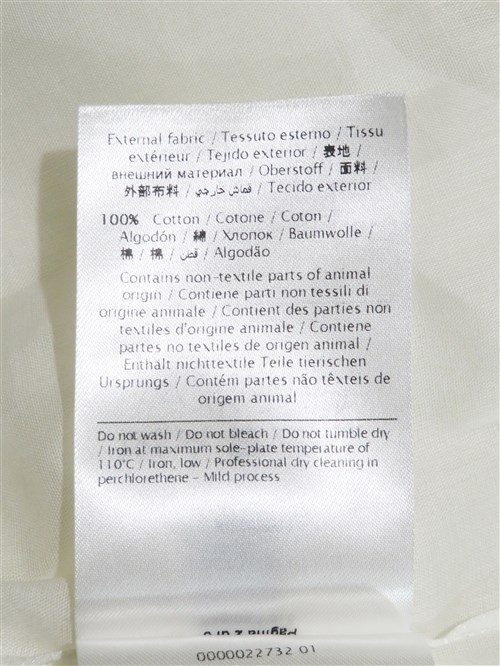 External fabric / Tessuto esterno / Tissu
extérieur / Tejido exterior / 表地 /
внешний материал / Oberstoff / 面料 /
外部布料 / قماش خارجي / Tecido exterior
100% Cotton / Cotone / Coton /
Algodón / 綿 / Хлопок / Baumwolle /
棉 / 棉 / قطن / Algodão
Contains non-textile parts of animal
origin / Contiene parti non tessili di
origine animale / Contient des parties non
textiles d'origine animale / Contiene
partes no textiles de origen animal /
Enthält nichttextile Teile tierischen
Ursprungs / Contém partes não têxteis de
origem animal
Do not wash / Do not bleach / Do not tumble dry
/ Iron at maximum sole-plate temperature of
110°C / Iron, low / Professional dry cleaning in
perchlorethene - Mild process
0000022732 01